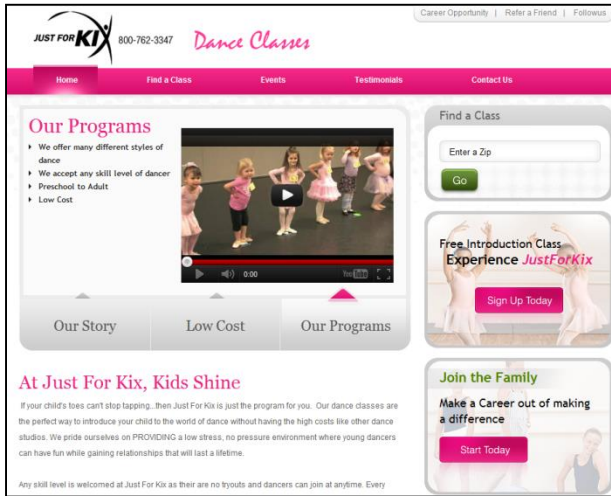 Career Opportunity | Refer a Friend | Followus
JUST FOR KIX
800-762-3347
Dance Classes
Home
Find a Class
Events
Testimonials
Contact Us
Our Programs
We offer many different styles of
dance
We accept any skill level of dancer
Preschool to Adult
Low Cost
0:00
YouTube
Our Story
Low Cost
Our Programs
Find a Class
Enter a Zip
Go
Free Introduction Class
Experience JustForKix
Sign Up Today
Join the Family
Make a Career out of making
a difference
Start Today
At Just For Kix, Kids Shine
If your child's toes can't stop tapping...then Just For Kix is just the program for you. Our dance classes are
the perfect way to introduce your child to the world of dance without having the high costs like other dance
studios. We pride ourselves on PROVIDING a low stress, no pressure environment where young dancers
can have fun while gaining relationships that will last a lifetime.
Any skill level is welcomed at Just For Kix as their are no tryouts and dancers can join at anytime. Every